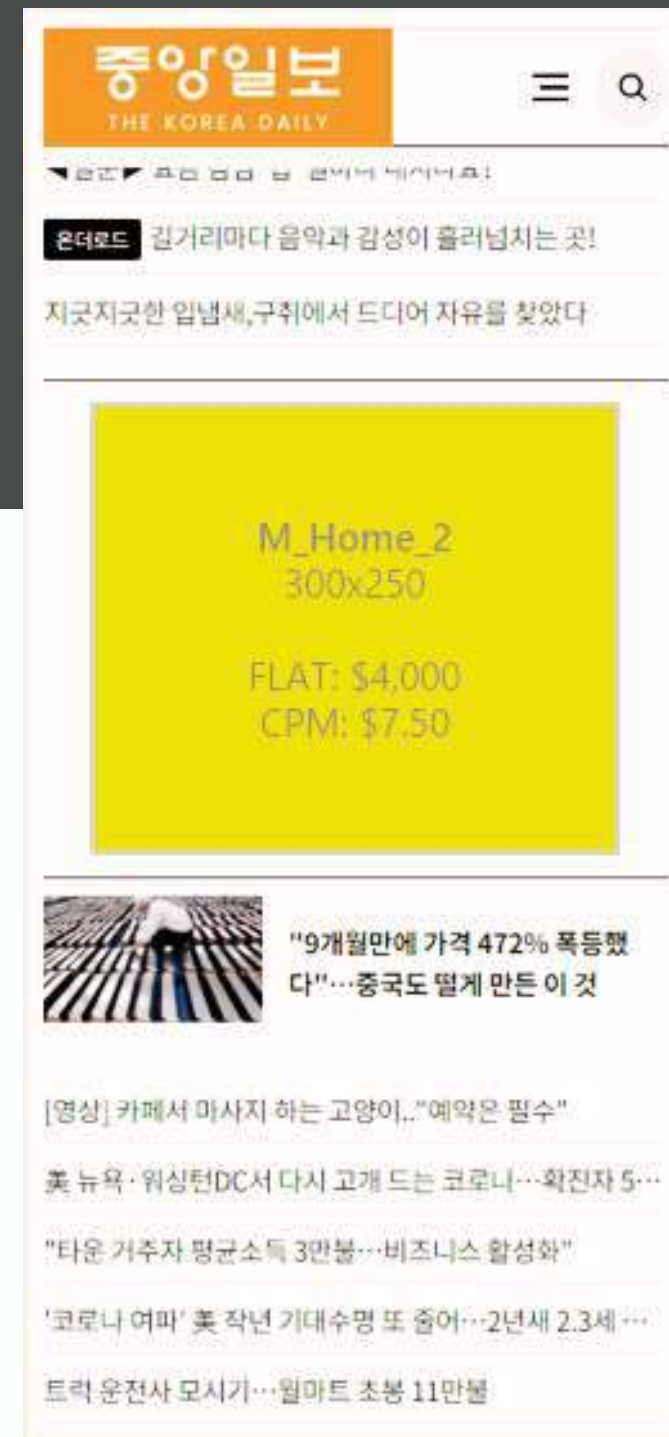 중앙일보
THE KOREA DAILY
온더로드 길거리마다 음악과 감성이 흘러넘치는 곳!
지긋지긋한 입냄새,구취에서 드디어 자유를 찾았다
M_Home_2
300x250
FLAT: $4,000
CPM: $7.50
"9개월만에 가격 472% 폭등했
다"…중국도 떨게 만든 이 것
[영상] 카페서 마사지 하는 고양이.."예약은 필수"
美 뉴욕·워싱턴DC서 다시 고개 드는 코로나…확진자 5…
"타운 거주자 평균소득 3만불…비즈니스 활성화"
'코로나 여파' 美 작년 기대수명 또 줄어…2년새 2.3세 …
트럭 운전사 모시기…월마트 초봉 11만불